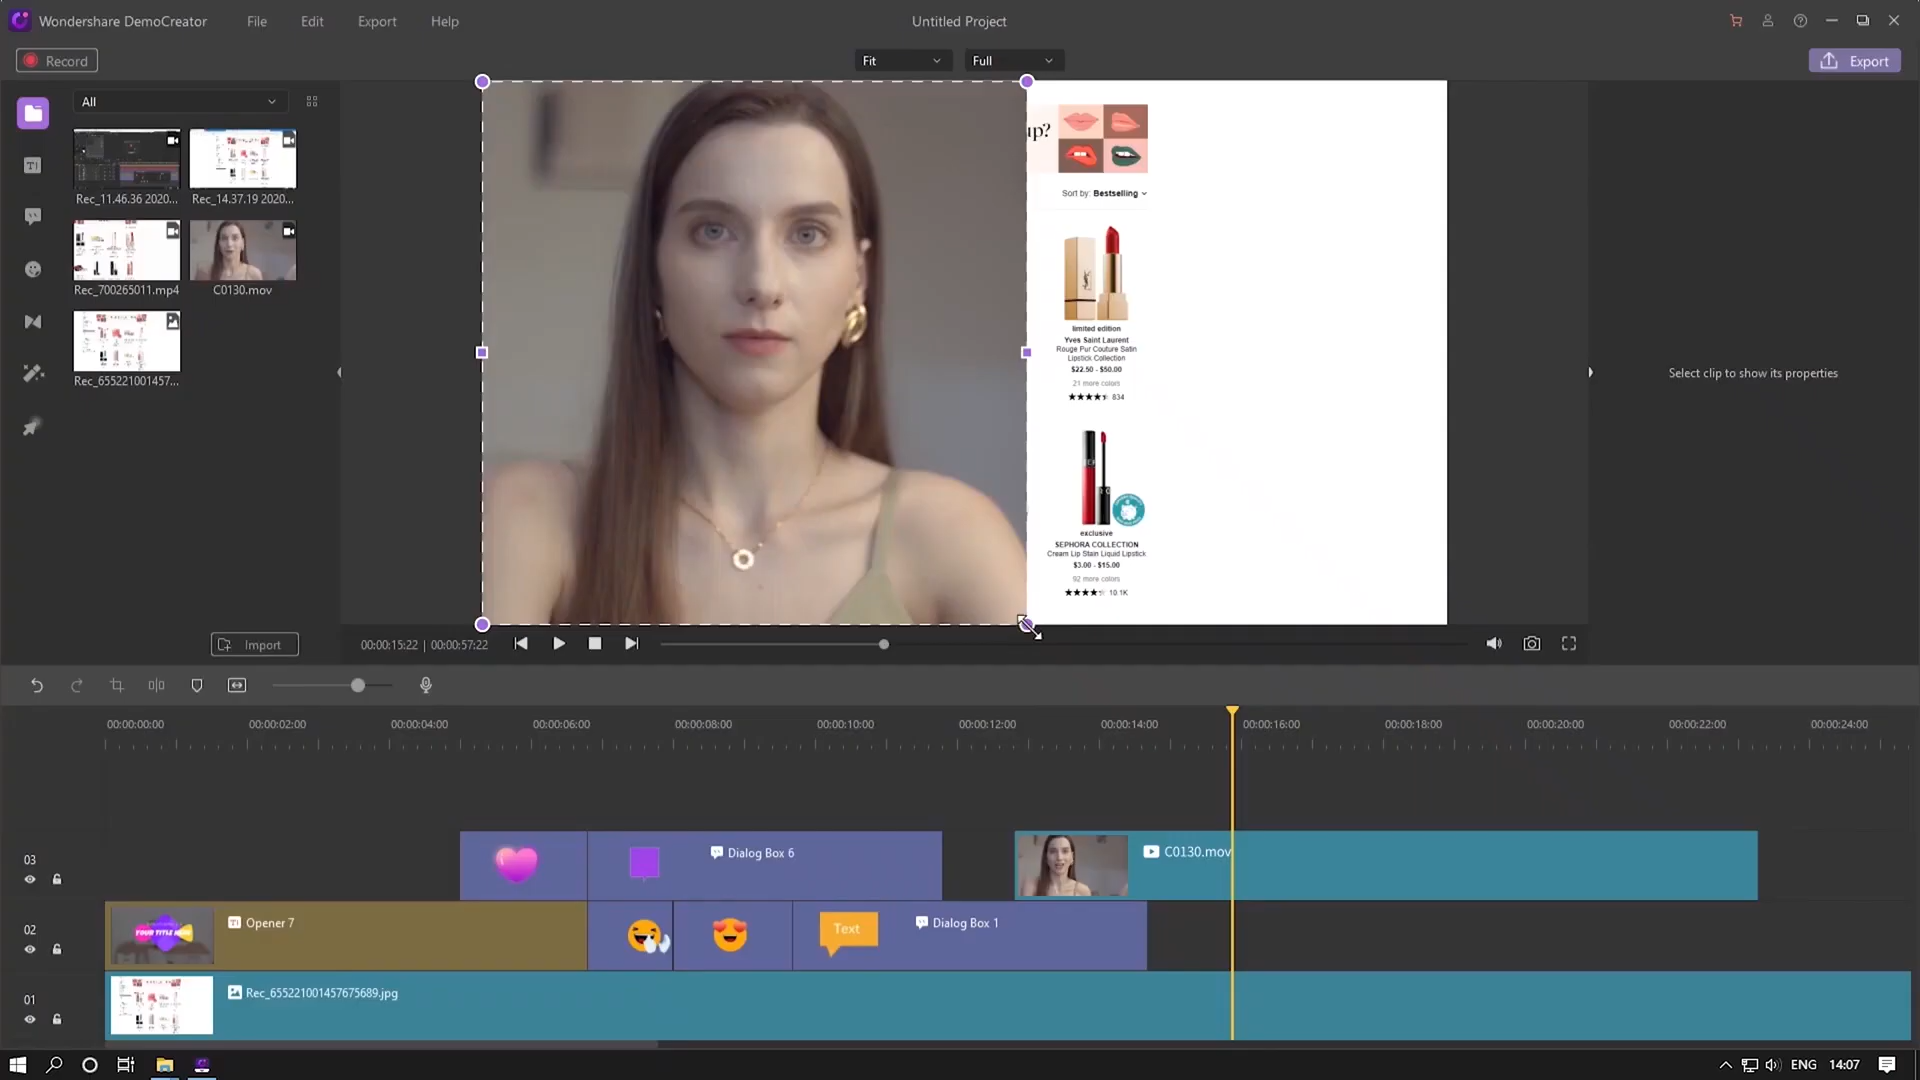 Wondershare DemoCreator File Edit Export Help Untitled Project
Record Fit Full Export
All
Rec_11.46.36 2020... Rec_14.37.19 2020...
Rec_700265011.mp4 C0130.mov
Rec_655221001457...
up?
Sort by: Bestselling
limited edition
Yves Saint Laurent
Rouge Pur Couture Satin
Lipstick Collection
$22.50 - $50.00
21 more colors
834
exclusive
SEPHORA COLLECTION
Cream Lip Stain Liquid Lipstick
$3.00 - $15.00
92 more colors
10.1K
Select clip to show its properties
Import 00:00:15:22 | 00:00:57:22
00:00:00:00 00:00:02:00 00:00:04:00 00:00:06:00 00:00:08:00 00:00:10:00 00:00:12:00 00:00:14:00 00:00:16:00 00:00:18:00 00:00:20:00 00:00:22:00 00:00:24:00
03 Dialog Box 6 C0130.mov
02 YOUR TITLE HERE Opener 7 Text Dialog Box 1
01 Rec_655221001457675689.jpg
ENG 14:07